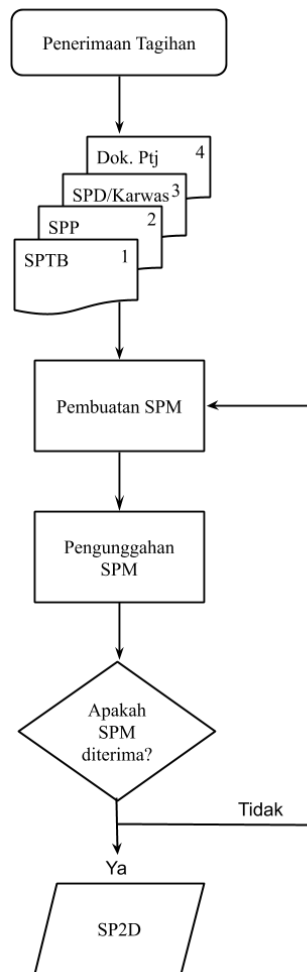 Penerimaan Tagihan
Dok. Ptj
4
SPD/Karwas
3
SPP
2
SPTB
1
Pembuatan SPM
Pengunggahan
SPM
Apakah
SPM
diterima?
Tidak
Ya
SP2D